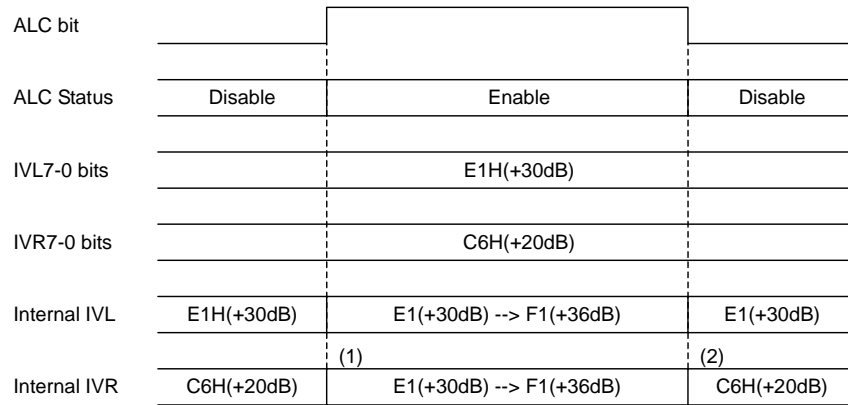 ALC bit
ALC Status Disable Enable Disable
IVL7-0 bits E1H(+30dB)
IVR7-0 bits C6H(+20dB)
Internal IVL E1H(+30dB) E1(+30dB) --> F1(+36dB) E1(+30dB)
(1) (2)
Internal IVR C6H(+20dB) E1(+30dB) --> F1(+36dB) C6H(+20dB)